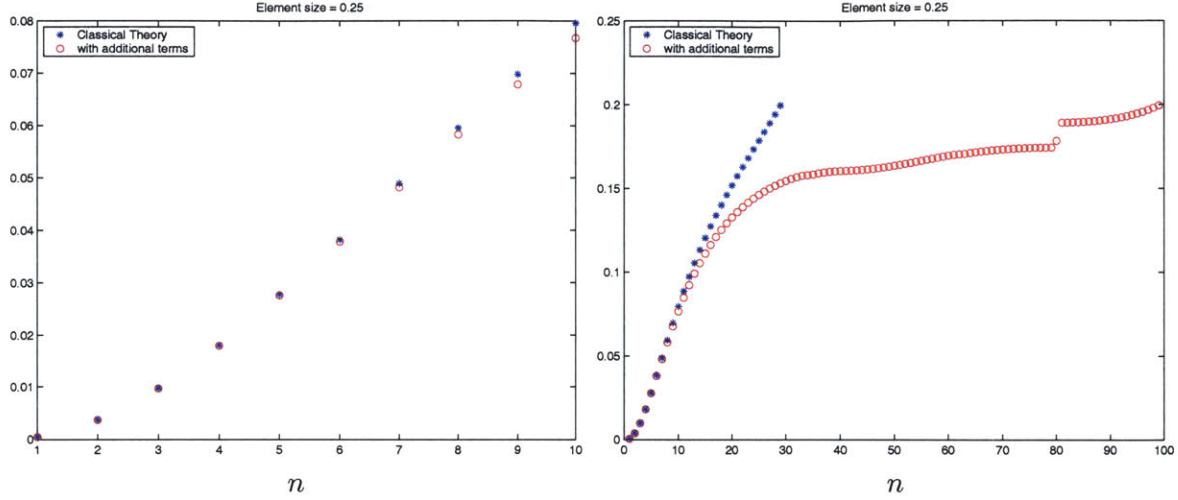 Element size = 0.25
Classical Theory
with additional terms
0.08
0.07
0.06
0.05
0.04
0.03
0.02
0.01
0
1 2 3 4 5 6 7 8 9 10
n
Element size = 0.25
Classical Theory
with additional terms
0.25
0.2
0.15
0.1
0.05
0
0 10 20 30 40 50 60 70 80 90 100
n